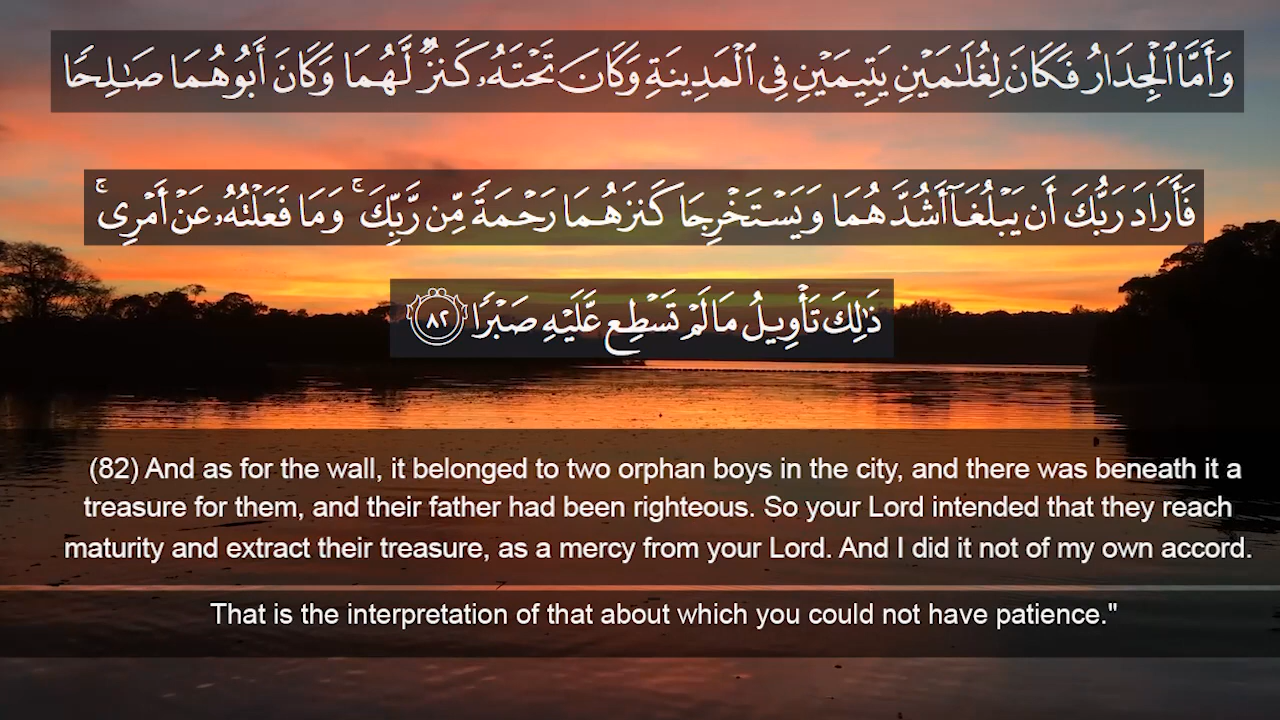 وَأَمَّا ٱلْجِدَارُ فَكَانَ لِغُلَـٰمَيْنِ يَتِيمَيْنِ فِى ٱلْمَدِينَةِ وَكَانَ تَحْتَهُۥ كَنزٌ لَّهُمَا وَكَانَ أَبُوهُمَا صَـٰلِحًا
فَأَرَادَ رَبُّكَ أَن يَبْلُغَآ أَشُدَّهُمَا وَيَسْتَخْرِجَا كَنزَهُمَا رَحْمَةً مِّن رَّبِّكَ ۚ وَمَا فَعَلْتُهُۥ عَنْ أَمْرِى ۚ
ذَٰلِكَ تَأْوِيلُ مَا لَمْ تَسْطِع عَّلَيْهِ صَبْرًا ٨٢
(82) And as for the wall, it belonged to two orphan boys in the city, and there was beneath it a
treasure for them, and their father had been righteous. So your Lord intended that they reach
maturity and extract their treasure, as a mercy from your Lord. And I did it not of my own accord.
That is the interpretation of that about which you could not have patience."